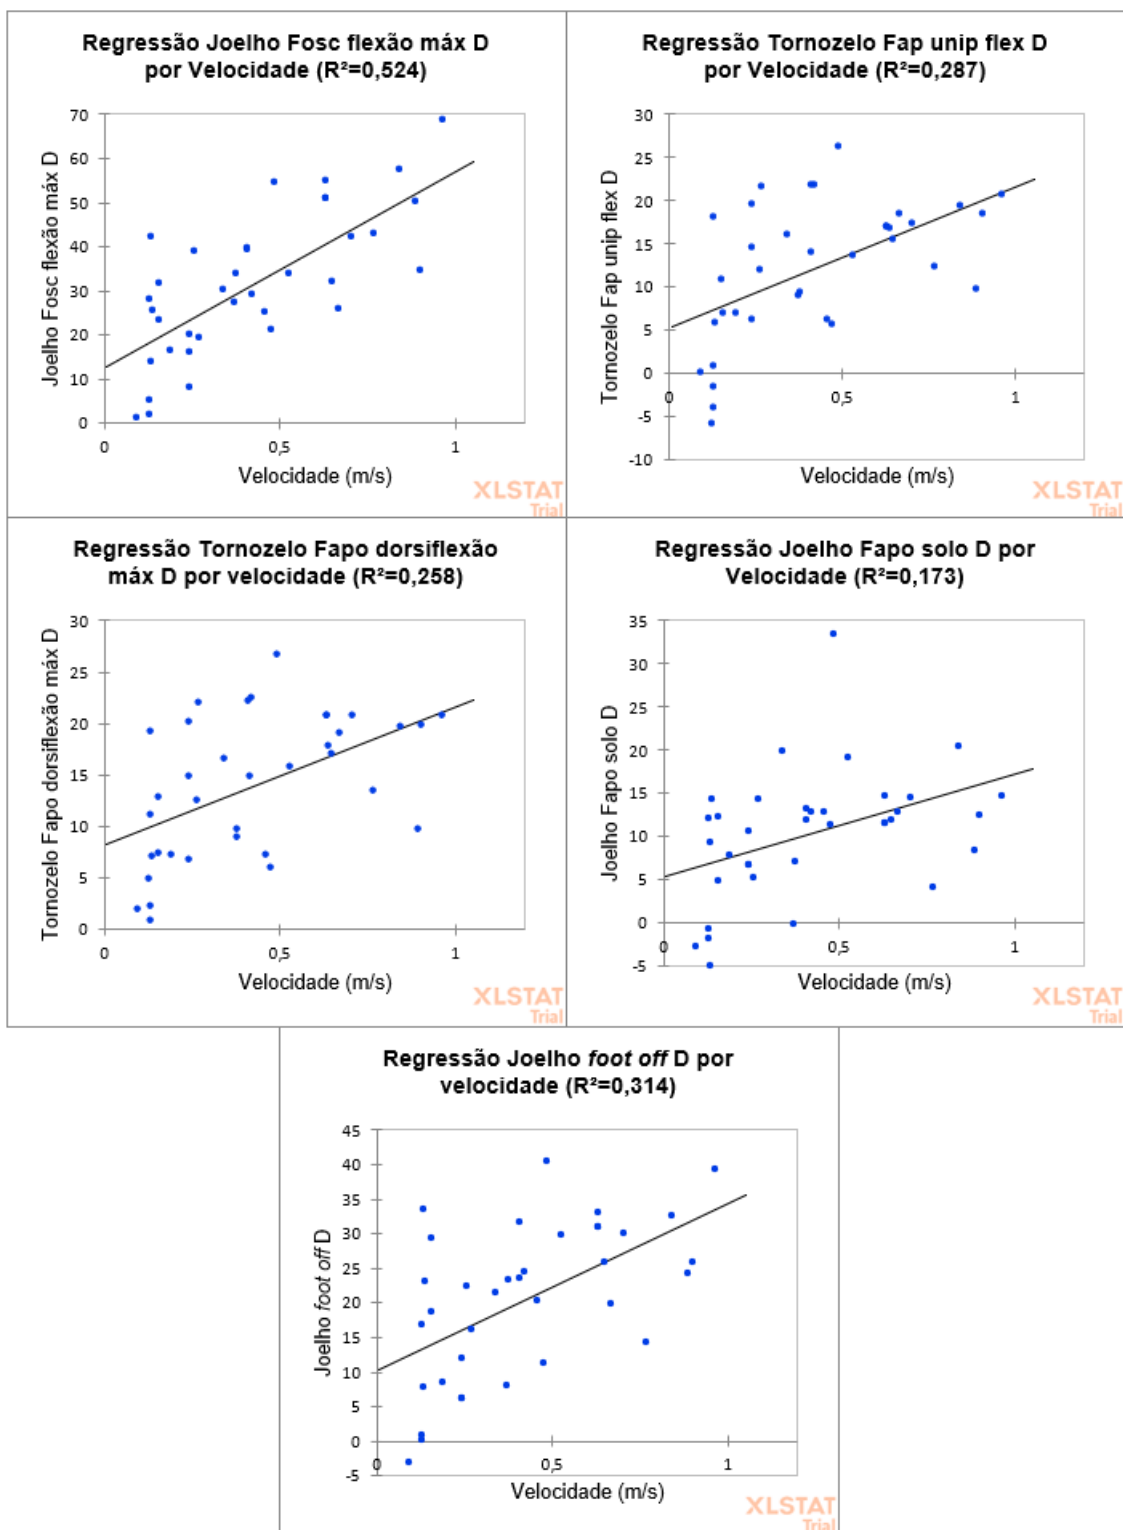 Regressão Joelho Fosc flexão máx D
por Velocidade (R²=0,524)
70
60
50
40
30
20
10
0
Joelho Fosc flexão máx D
0
0,5
1
Velocidade (m/s)
XLSTAT
Trial
Regressão Tornozelo Fap unip flex D
por Velocidade (R²=0,287)
30
25
20
15
10
5
0
-5
-10
Tornozelo Fap unip flex D
0
0,5
1
Velocidade (m/s)
XLSTAT
Trial
Regressão Tornozelo Fapo dorsiflexão
máx D por velocidade (R²=0,258)
30
25
20
15
10
5
0
Tornozelo Fapo dorsiflexão máx D
0
0,5
1
Velocidade (m/s)
XLSTAT
Trial
Regressão Joelho Fapo solo D por
Velocidade (R²=0,173)
35
30
25
20
15
10
5
0
-5
Joelho Fapo solo D
0
0,5
1
Velocidade (m/s)
XLSTAT
Trial
Regressão Joelho foot off D por
velocidade (R²=0,314)
45
40
35
30
25
20
15
10
5
0
-5
Joelho foot off D
0
0,5
1
Velocidade (m/s)
XLSTAT
Trial